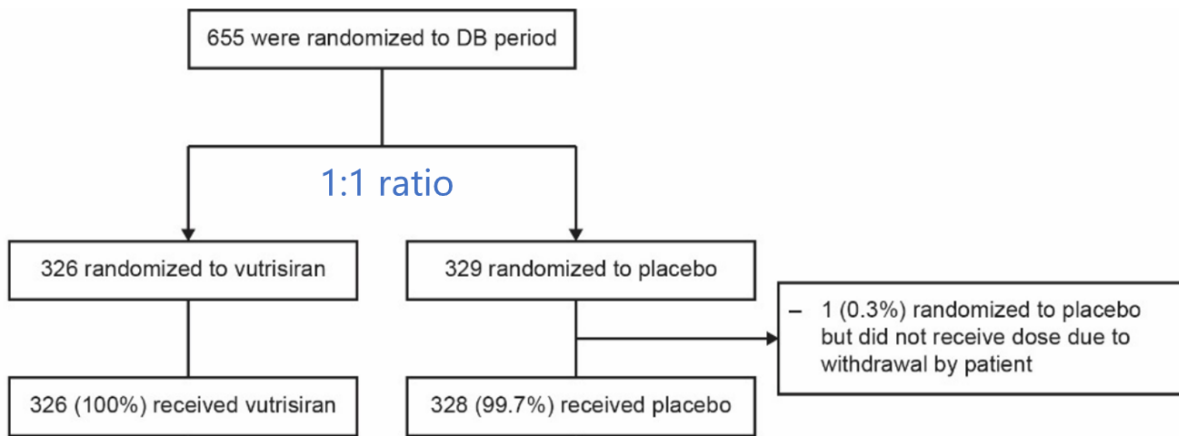 655 were randomized to DB period
1:1 ratio
326 randomized to vutrisiran
329 randomized to placebo
– 1 (0.3%) randomized to placebo
but did not receive dose due to
withdrawal by patient
326 (100%) received vutrisiran
328 (99.7%) received placebo